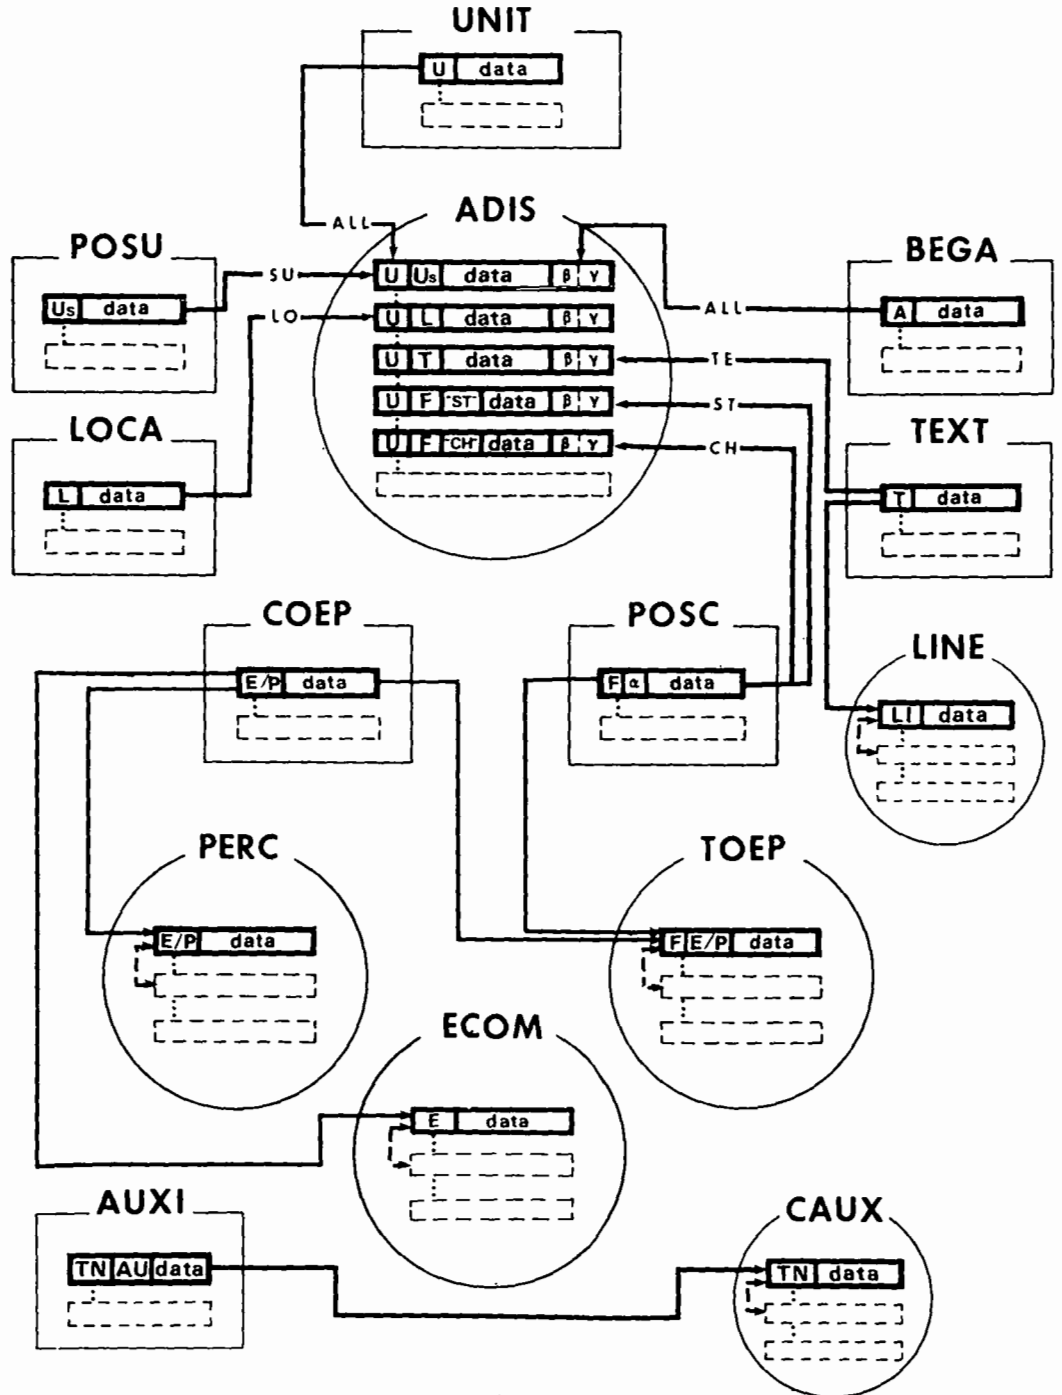 UNIT
U data
ADIS
ALL
POSU
Us data
SU
U Us data β γ
ALL
BEGA
A data
LO
U L data β γ
TE
U T data β γ
ST
U F "ST" data β γ
CH
U F "CH" data β γ
LOCA
L data
TEXT
T data
COEP
E/P data
POSC
F α data
LINE
LI data
PERC
E/P data
TOEP
F E/P data
ECOM
E data
AUXI
TN AU data
CAUX
TN data